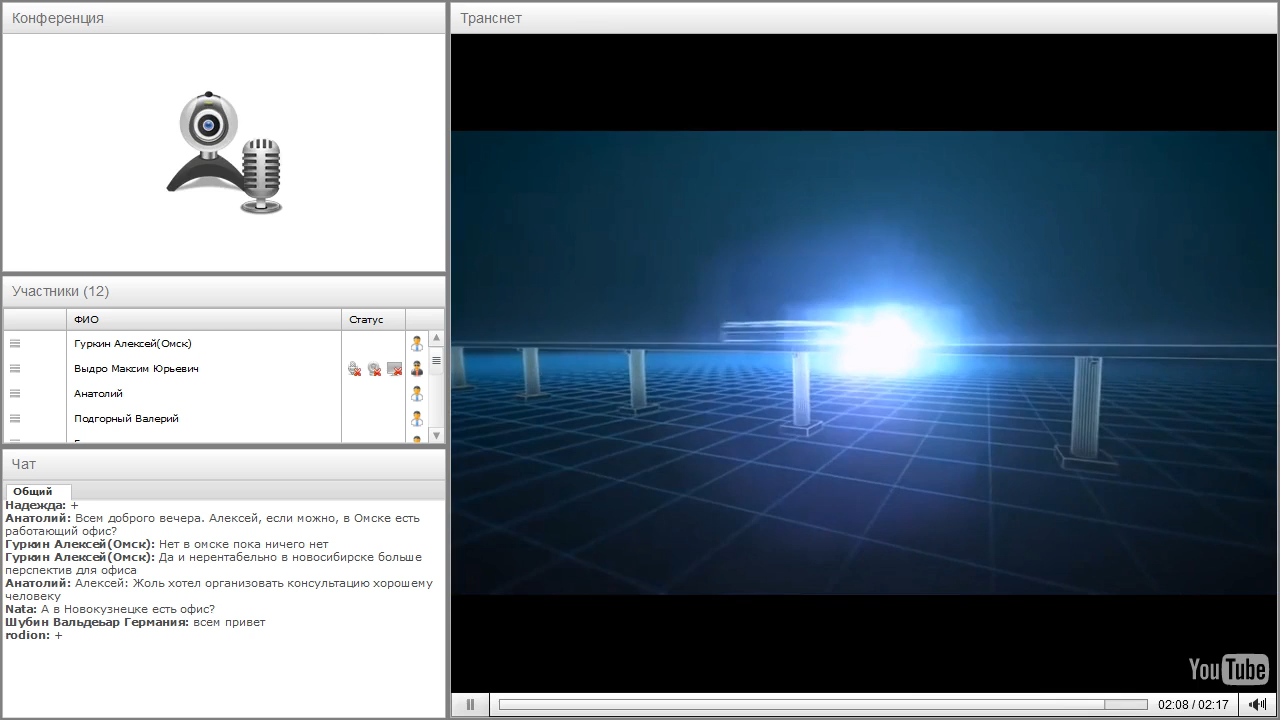 Конференция
Транснет
Участники (12)
ФИО
Статус
Гуркин Алексей(Омск)
Выдро Максим Юрьевич
Анатолий
Подгорный Валерий
Чат
Общий
Надежда: +
Анатолий: Всем доброго вечера. Алексей, если можно, в Омске есть
работающий офис?
Гуркин Алексей(Омск): Нет в омске пока ничего нет
Гуркин Алексей(Омск): Да и нерентабельно в новосибирске больше
перспектив для офиса
Анатолий: Алексей: Жоль хотел организовать консультацию хорошему
человеку
Nata: А в Новокузнецке есть офис?
Шубин Вальдеьар Германия: всем привет
rodion: +
YouTube
02:08 / 02:17